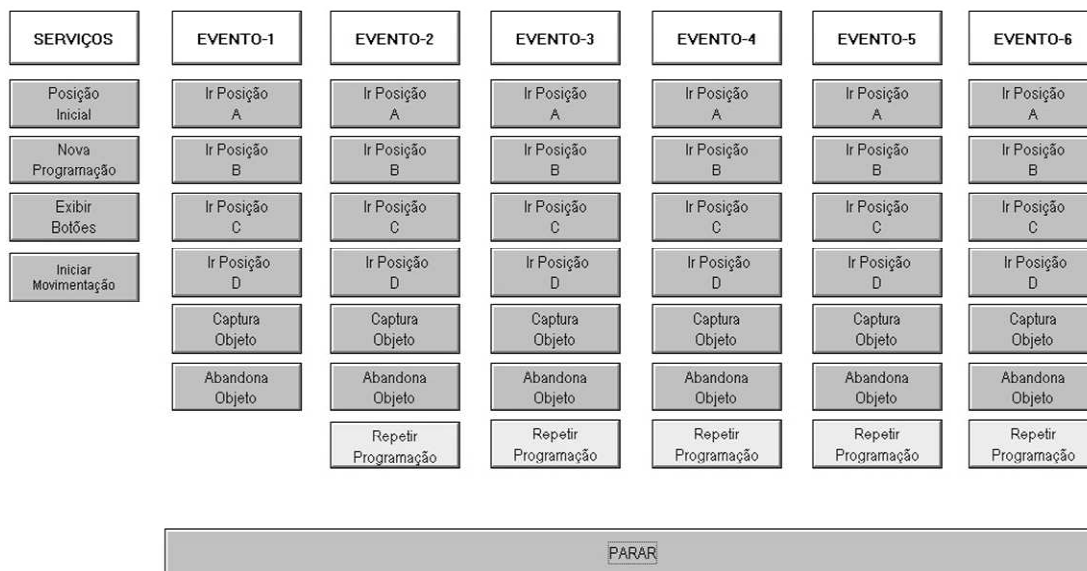 SERVIÇOS
EVENTO-1
EVENTO-2
EVENTO-3
EVENTO-4
EVENTO-5
EVENTO-6
Posição
Inicial
Nova
Programação
Exibir
Botões
Iniciar
Movimentação
Ir Posição
A
Ir Posição
B
Ir Posição
C
Ir Posição
D
Captura
Objeto
Abandona
Objeto
Ir Posição
A
Ir Posição
B
Ir Posição
C
Ir Posição
D
Captura
Objeto
Abandona
Objeto
Repetir
Programação
Ir Posição
A
Ir Posição
B
Ir Posição
C
Ir Posição
D
Captura
Objeto
Abandona
Objeto
Repetir
Programação
Ir Posição
A
Ir Posição
B
Ir Posição
C
Ir Posição
D
Captura
Objeto
Abandona
Objeto
Repetir
Programação
Ir Posição
A
Ir Posição
B
Ir Posição
C
Ir Posição
D
Captura
Objeto
Abandona
Objeto
Repetir
Programação
Ir Posição
A
Ir Posição
B
Ir Posição
C
Ir Posição
D
Captura
Objeto
Abandona
Objeto
Repetir
Programação
PARAR